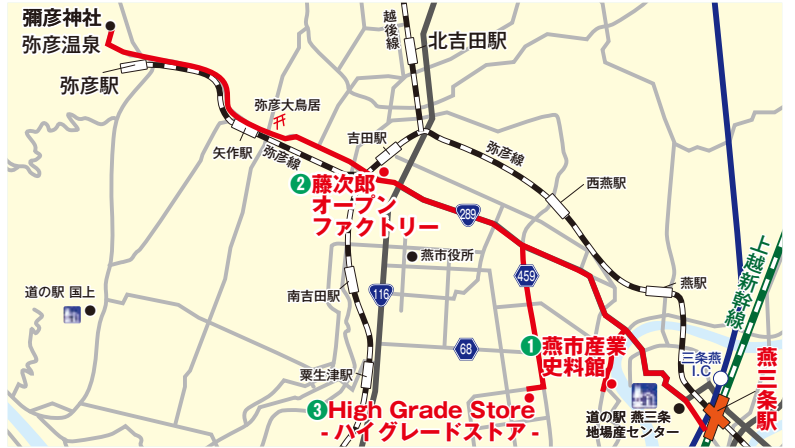 彌彦神社
弥彦温泉
弥彦駅
越後線
北吉田駅
弥彦大鳥居
矢作駅
弥彦線
吉田駅
弥彦線
西燕駅
❷藤次郎
オープン
ファクトリー
289
燕市役所
459
燕駅
上越新幹線
道の駅 国上
南吉田駅
116
68
❶燕市産業
史料館
三条燕
I.C
燕三条駅
粟生津駅
❸High Grade Store
- ハイグレードストア -
道の駅 燕三条
地場産センター